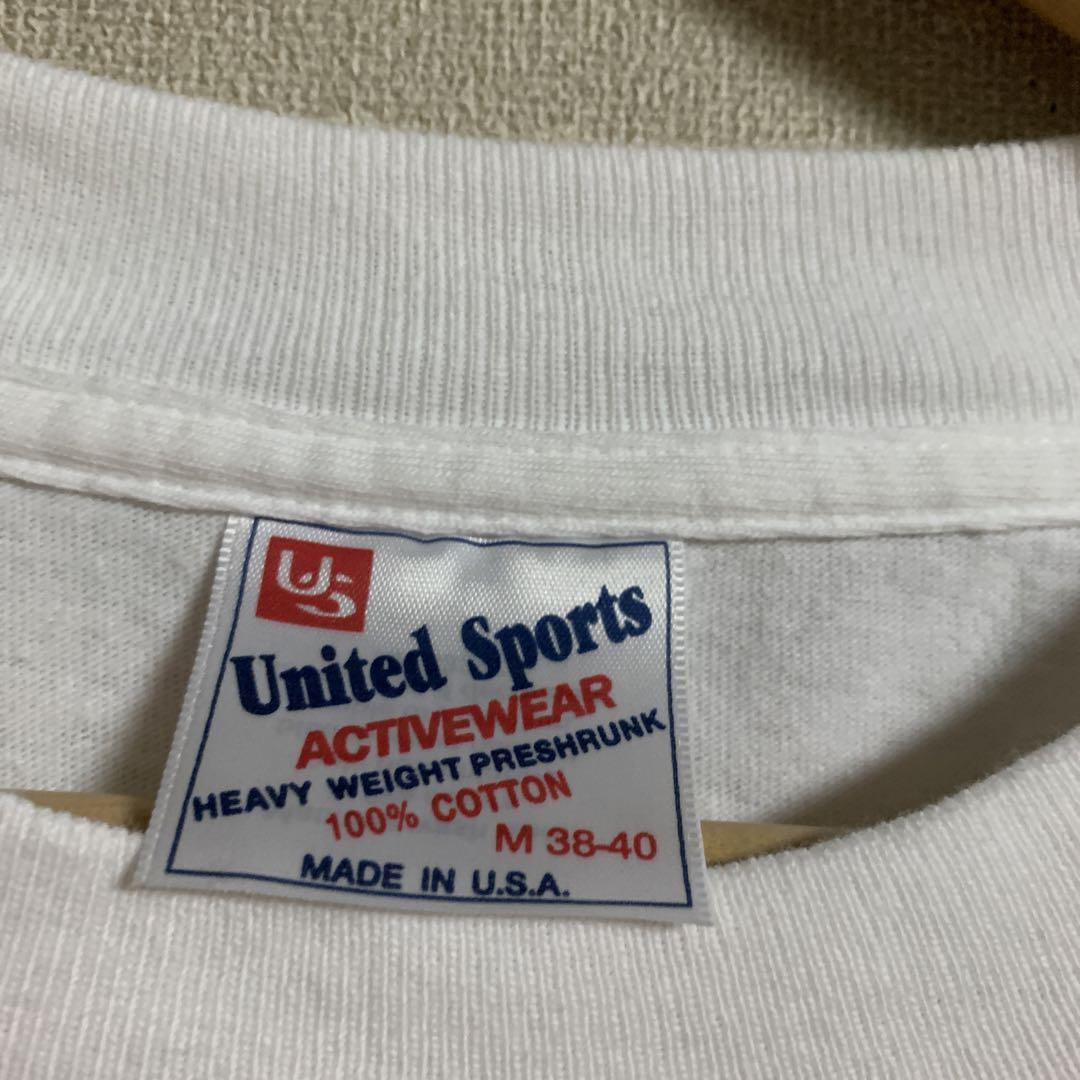 US
United Sports
ACTIVEWEAR
HEAVY WEIGHT PRESHRUNK
100% COTTON
M 38-40
MADE IN U.S.A.